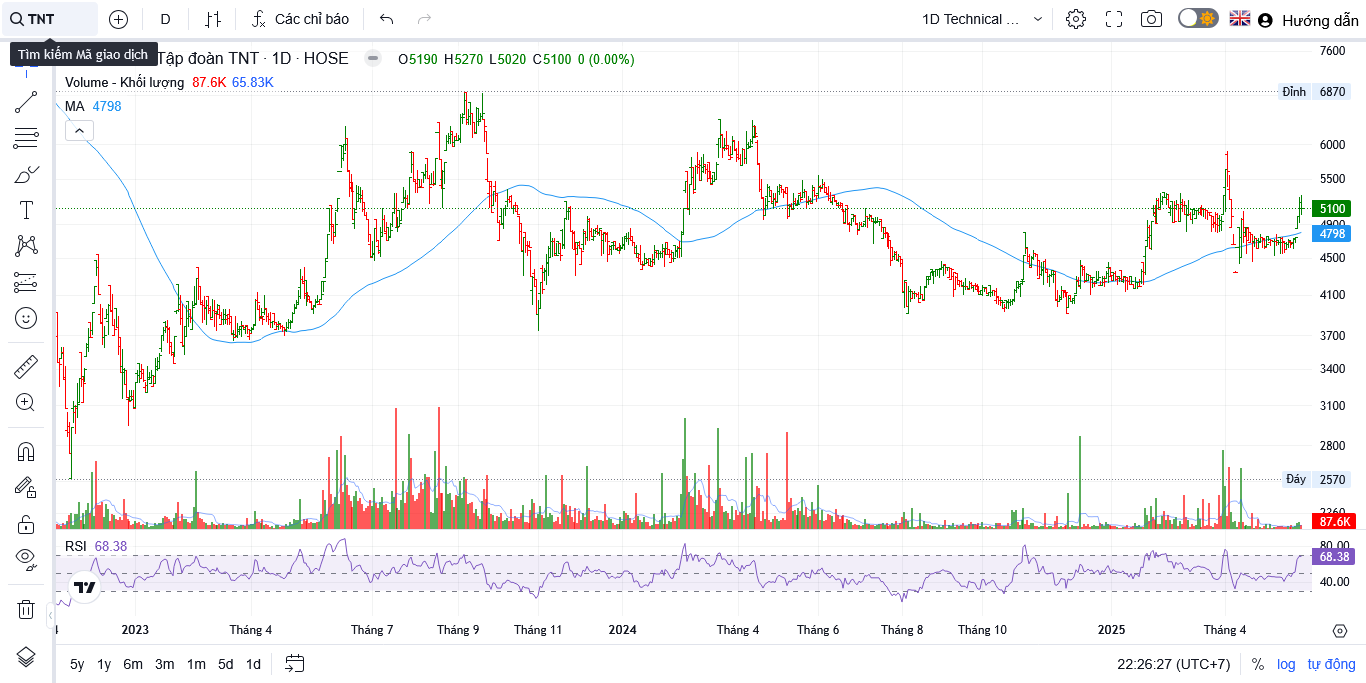 TNT
D
Các chỉ báo
1D Technical ...
Hướng dẫn
Tìm kiếm Mã giao dịch
Tập đoàn TNT · 1D · HOSE
O5190 H5270 L5020 C5100 0 (0.00%)
Volume - Khối lượng 87.6K 65.83K
MA 4798
7600
Đỉnh 6870
6000
5500
5100
4900
4798
4500
4100
3700
3400
3100
2800
Đáy 2570
2260
87.6K
RSI 68.38
80.00
68.38
40.00
2023 Tháng 4 Tháng 7 Tháng 9 Tháng 11 2024 Tháng 4 Tháng 6 Tháng 8 Tháng 10 2025 Tháng 4
5y 1y 6m 3m 1m 5d 1d
22:26:27 (UTC+7) % log tự động